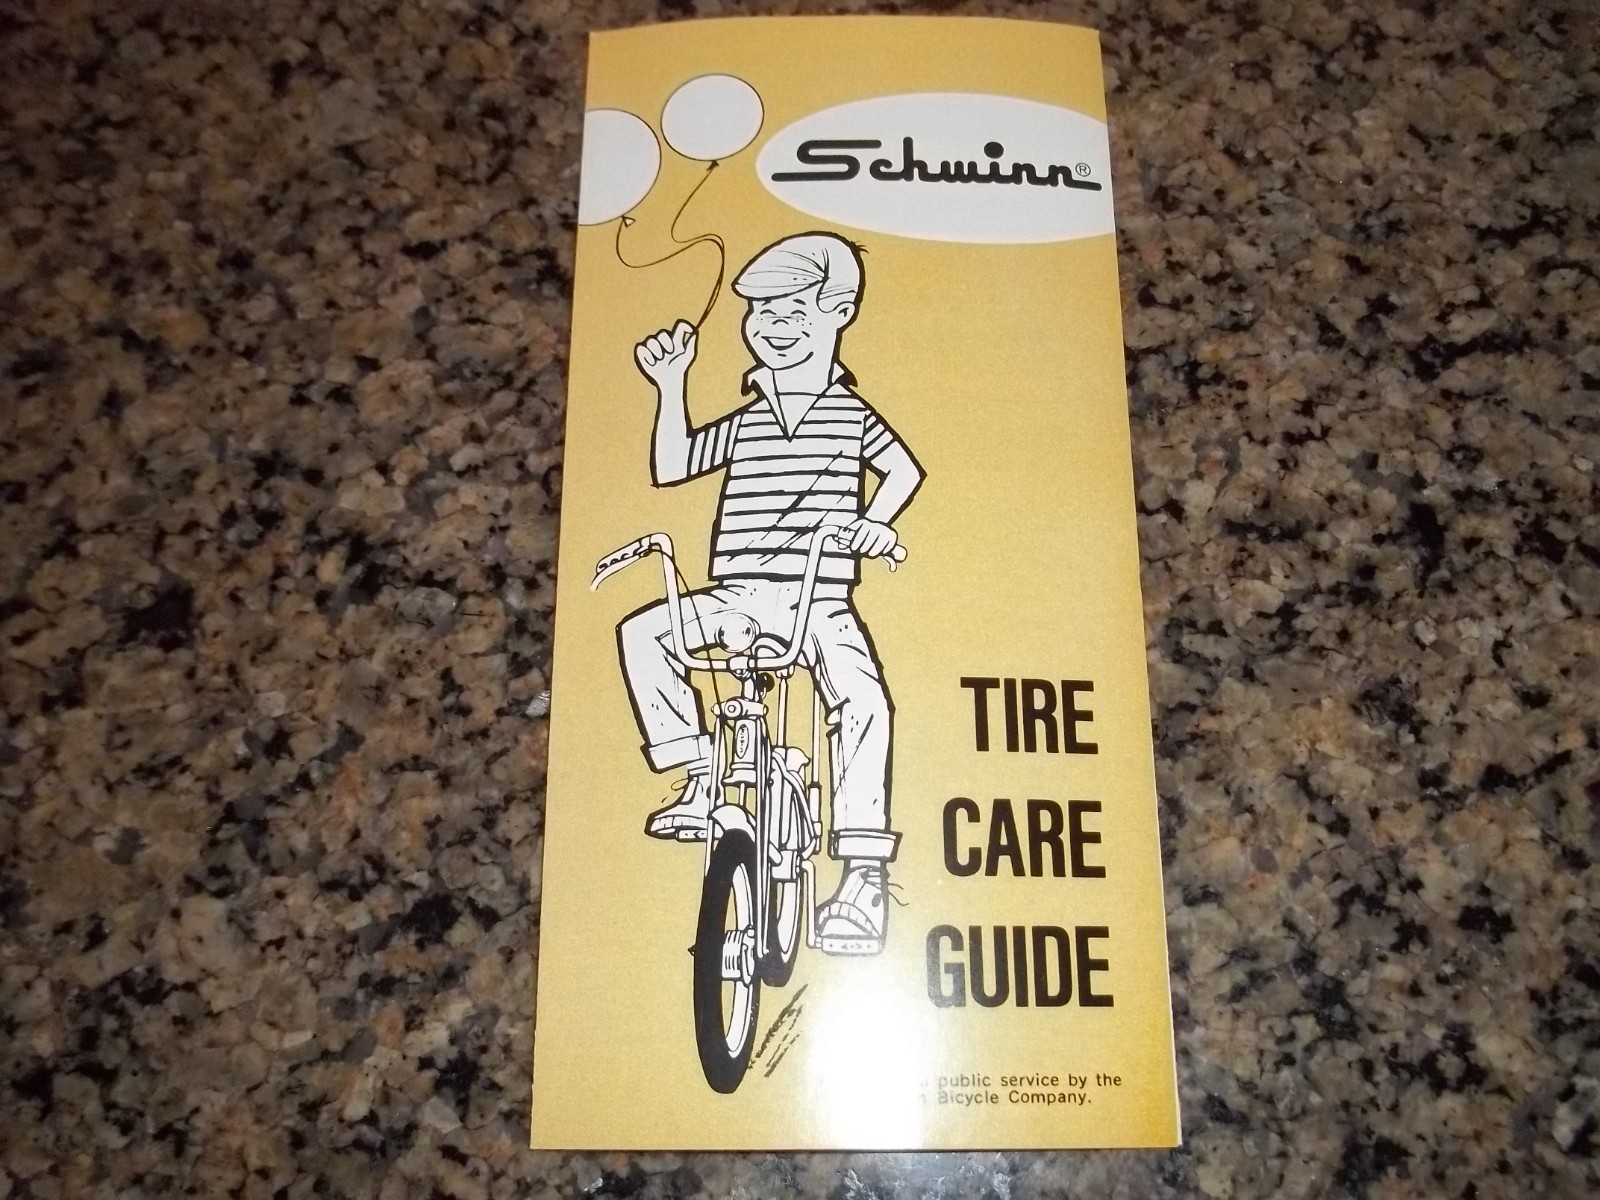 Schwinn®
TIRE
CARE
GUIDE
public service by the
Bicycle Company.